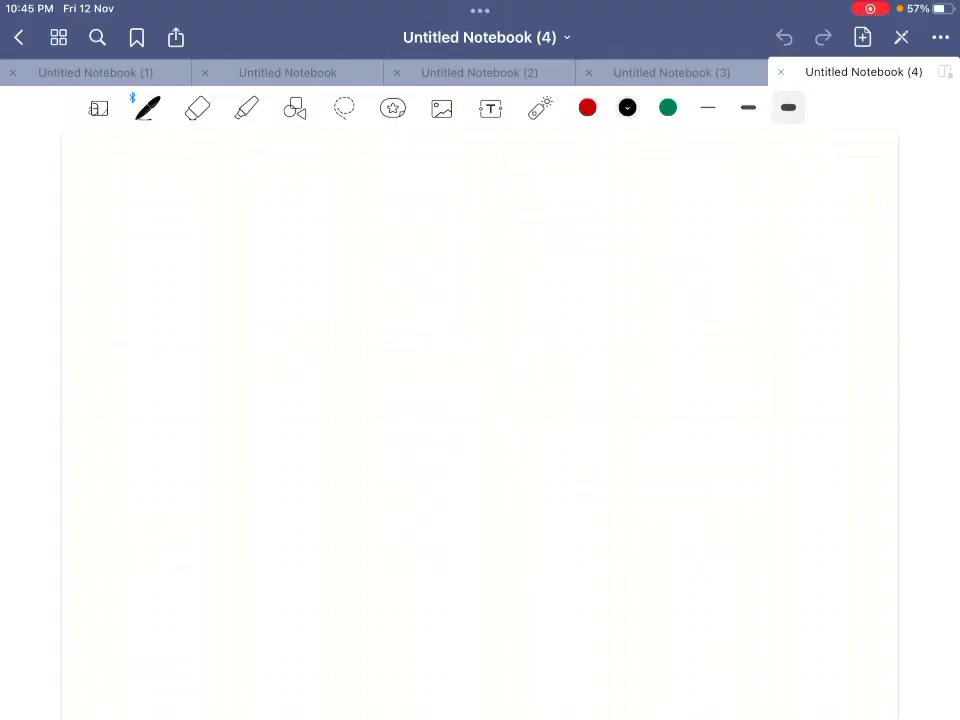 10:45 PM Fri 12 Nov
57%
Untitled Notebook (4)
Untitled Notebook (1)
Untitled Notebook
Untitled Notebook (2)
Untitled Notebook (3)
Untitled Notebook (4)
T